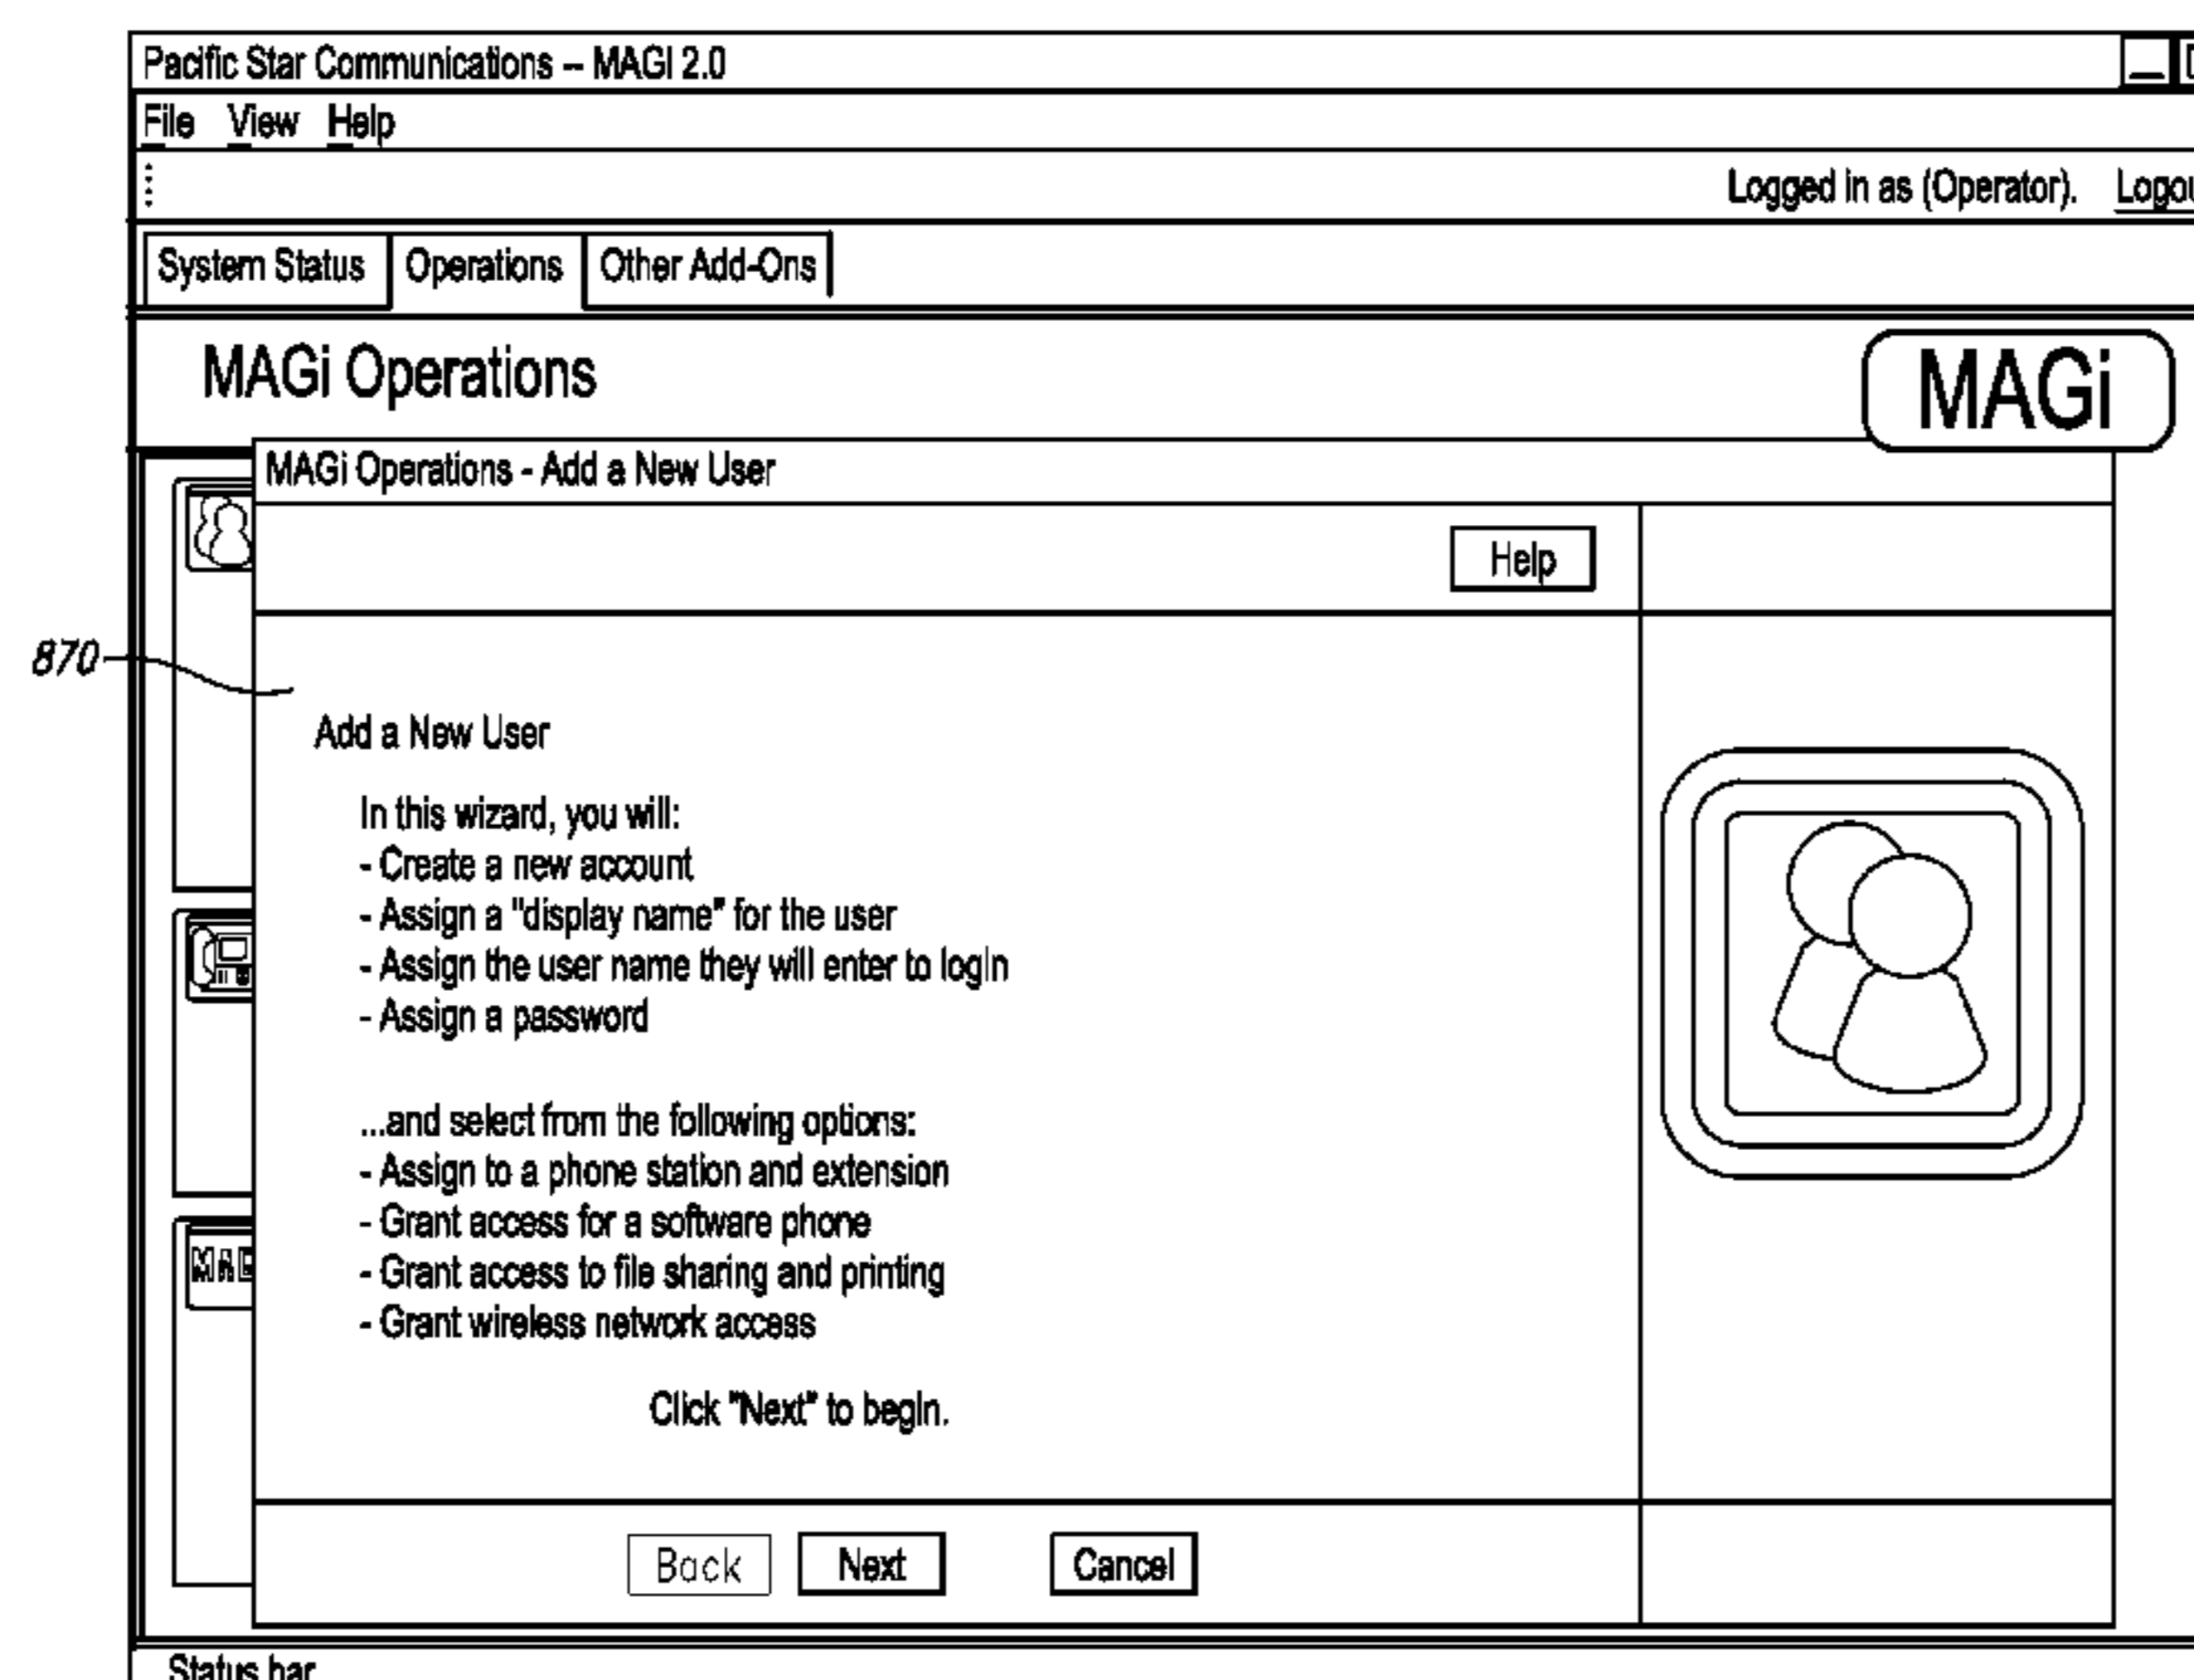 Pacific Star Communications -- MAGI 2.0
File View Help
Logged in as (Operator). Logou
System Status Operations Other Add-Ons
MAGi Operations MAGi
MAGi Operations - Add a New User
Help
870
Add a New User
In this wizard, you will:
- Create a new account
- Assign a "display name" for the user
- Assign the user name they will enter to login
- Assign a password
...and select from the following options:
- Assign to a phone station and extension
- Grant access for a software phone
- Grant access to file sharing and printing
MAG
- Grant wireless network access
Click "Next" to begin.
Back Next Cancel
Status bar